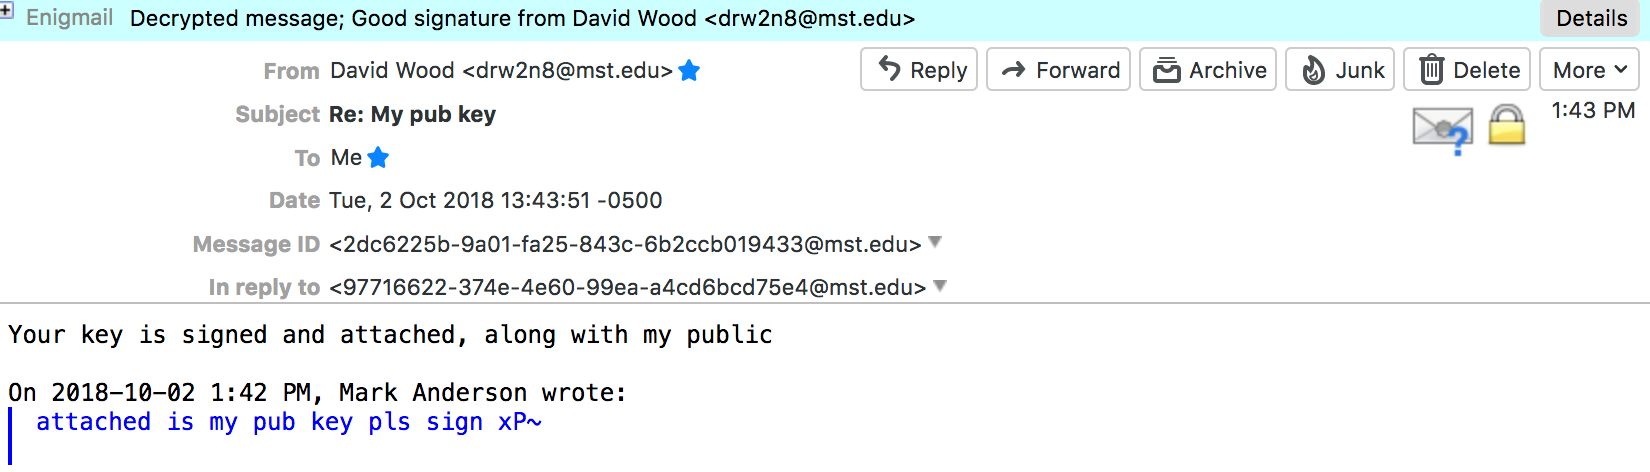 Enigmail Decrypted message; Good signature from David Wood <drw2n8@mst.edu> Details
From David Wood <drw2n8@mst.edu> Reply Forward Archive Junk Delete More
Subject Re: My pub key 1:43 PM
To Me
Date Tue, 2 Oct 2018 13:43:51 -0500
Message ID <2dc6225b-9a01-fa25-843c-6b2ccb019433@mst.edu>
In reply to <97716622-374e-4e60-99ea-a4cd6bcd75e4@mst.edu>
Your key is signed and attached, along with my public
On 2018-10-02 1:42 PM, Mark Anderson wrote:
attached is my pub key pls sign xP~